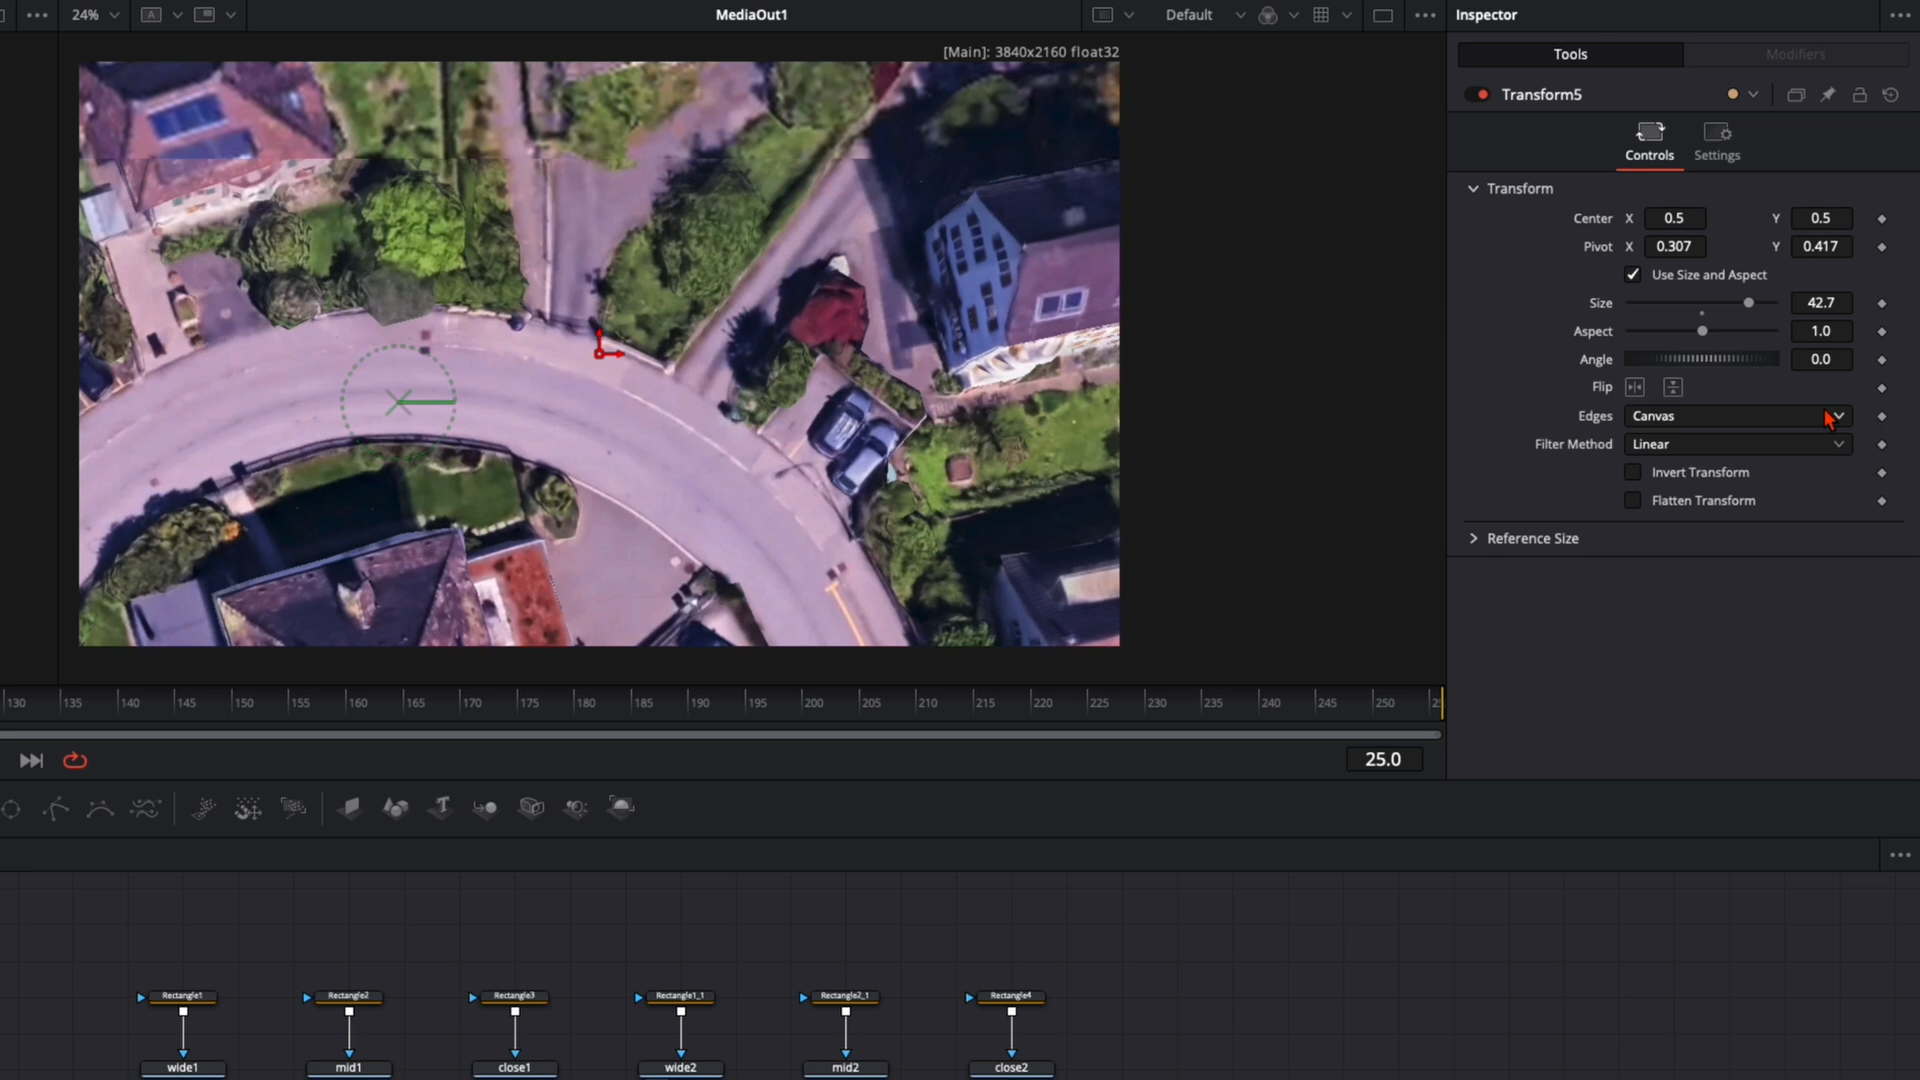 24%
A
MediaOut1
Default
Inspector
[Main]: 3840x2160 float32
Tools
Modifiers
Transform5
Controls
Settings
Transform
Center X 0.5 Y 0.5
Pivot X 0.307 Y 0.417
Use Size and Aspect
Size 42.7
Aspect 1.0
Angle 0.0
Flip
Edges Canvas
Filter Method Linear
Invert Transform
Flatten Transform
Reference Size
130 135 140 145 150 155 160 165 170 175 180 185 190 195 200 205 210 215 220 225 230 235 240 245 250
25.0
Rectangle1 Rectangle2 Rectangle3 Rectangle1_1 Rectangle2_1 Rectangle4
wide1 mid1 close1 wide2 mid2 close2